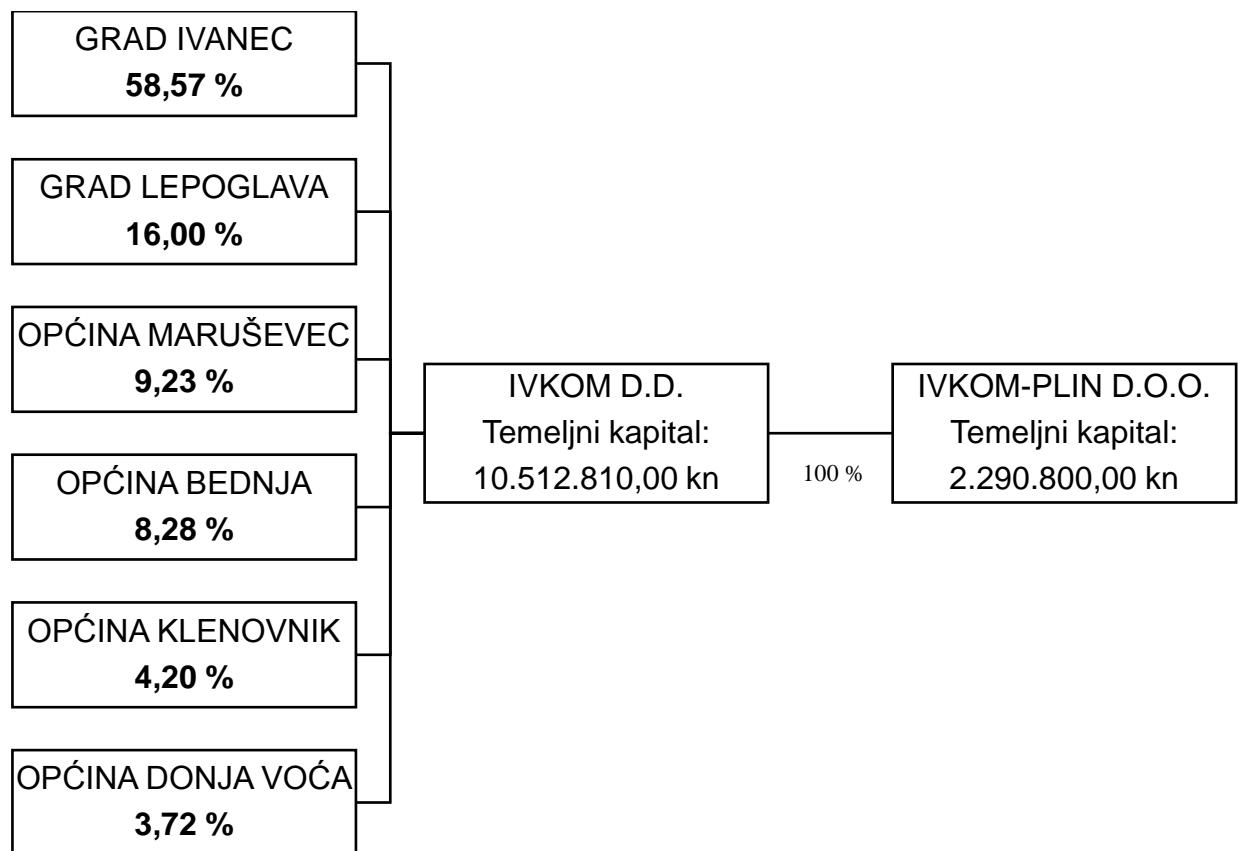 GRAD IVANEC
58,57 %
GRAD LEPOGLAVA
16,00 %
OPĆINA MARUŠEVEC
9,23 %
OPĆINA BEDNJA
8,28 %
OPĆINA KLENOVNIK
4,20 %
OPĆINA DONJA VOĆA
3,72 %
IVKOM D.D.
Temeljni kapital:
10.512.810,00 kn
100 %
IVKOM-PLIN D.O.O.
Temeljni kapital:
2.290.800,00 kn